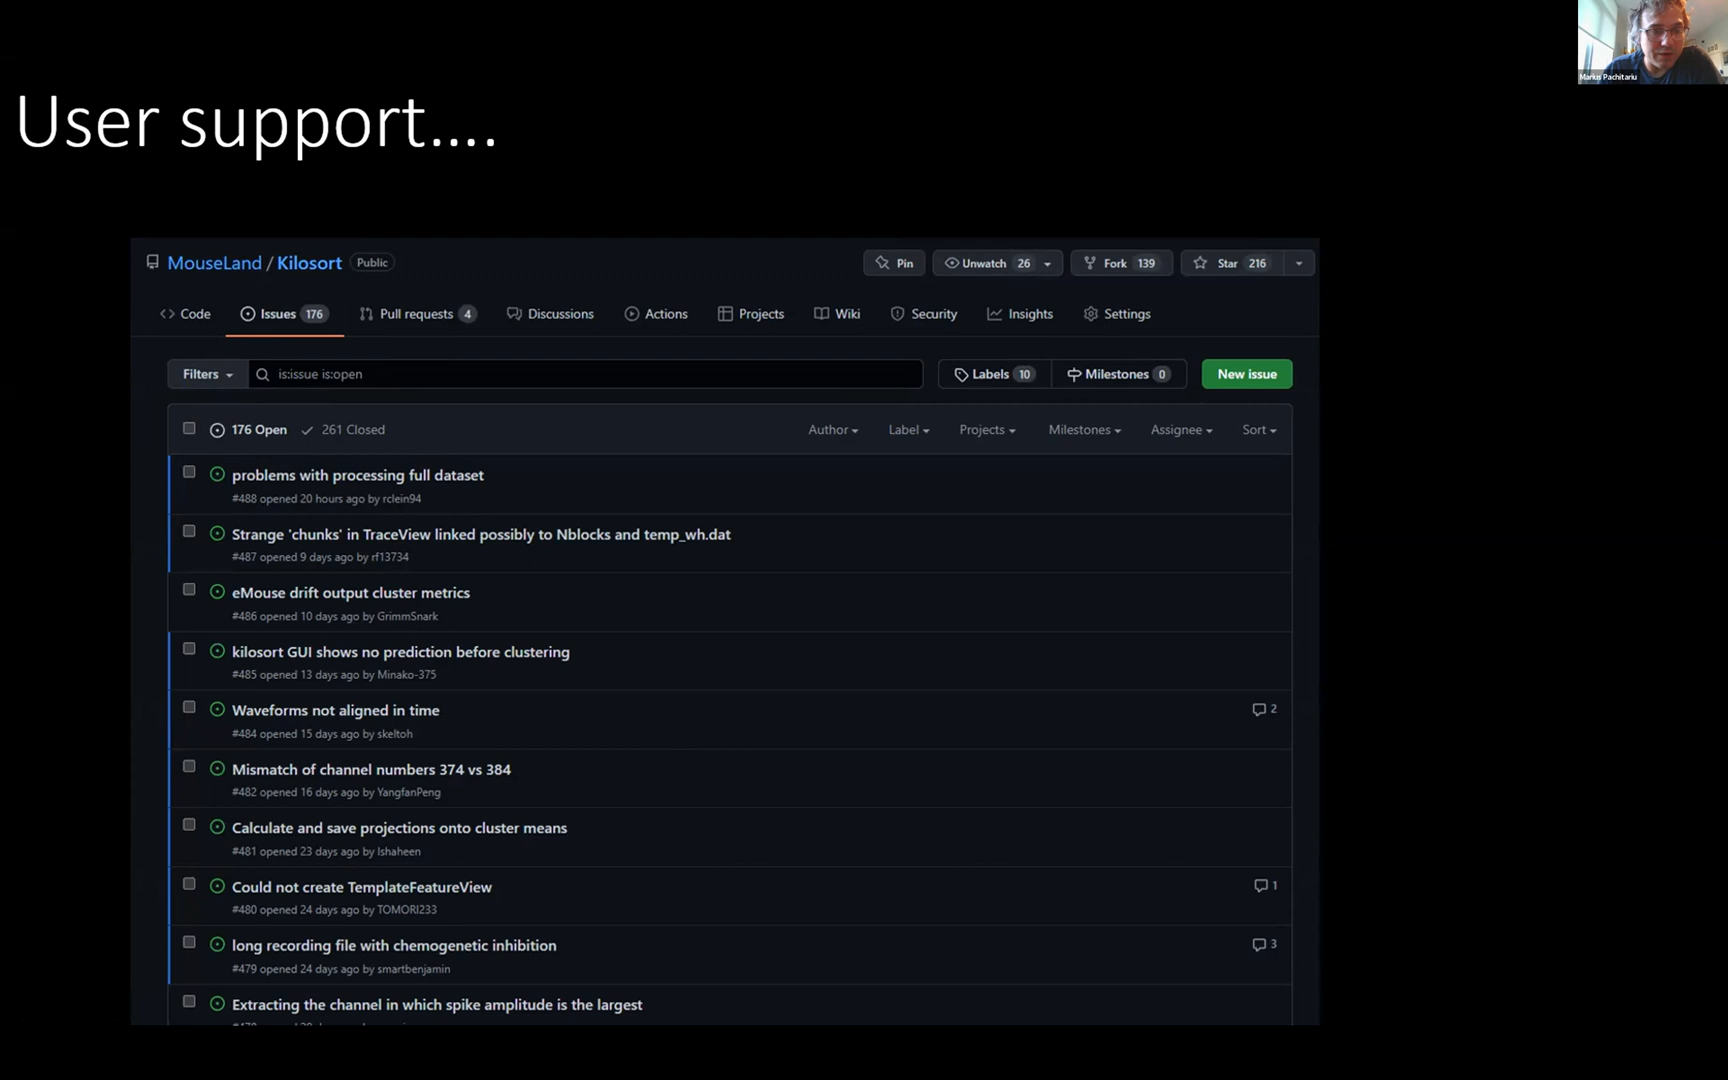 Markus Pachitariu
User support....
MouseLand / Kilosort Public
Pin
Unwatch 26
Fork 139
Star 216
Code
Issues 176
Pull requests 4
Discussions
Actions
Projects
Wiki
Security
Insights
Settings
Filters
is:issue is:open
Labels 10
Milestones 0
New issue
176 Open
261 Closed
Author
Label
Projects
Milestones
Assignee
Sort
problems with processing full dataset
#488 opened 20 hours ago by rclein94
Strange 'chunks' in TraceView linked possibly to Nblocks and temp_wh.dat
#487 opened 9 days ago by rf13734
eMouse drift output cluster metrics
#486 opened 10 days ago by GrimmSnark
kilosort GUI shows no prediction before clustering
#485 opened 13 days ago by Minako-375
Waveforms not aligned in time
2
#484 opened 15 days ago by skeltoh
Mismatch of channel numbers 374 vs 384
#482 opened 16 days ago by YangfanPeng
Calculate and save projections onto cluster means
#481 opened 23 days ago by lshaheen
Could not create TemplateFeatureView
1
#480 opened 24 days ago by TOMORI233
long recording file with chemogenetic inhibition
3
#479 opened 24 days ago by smartbenjamin
Extracting the channel in which spike amplitude is the largest